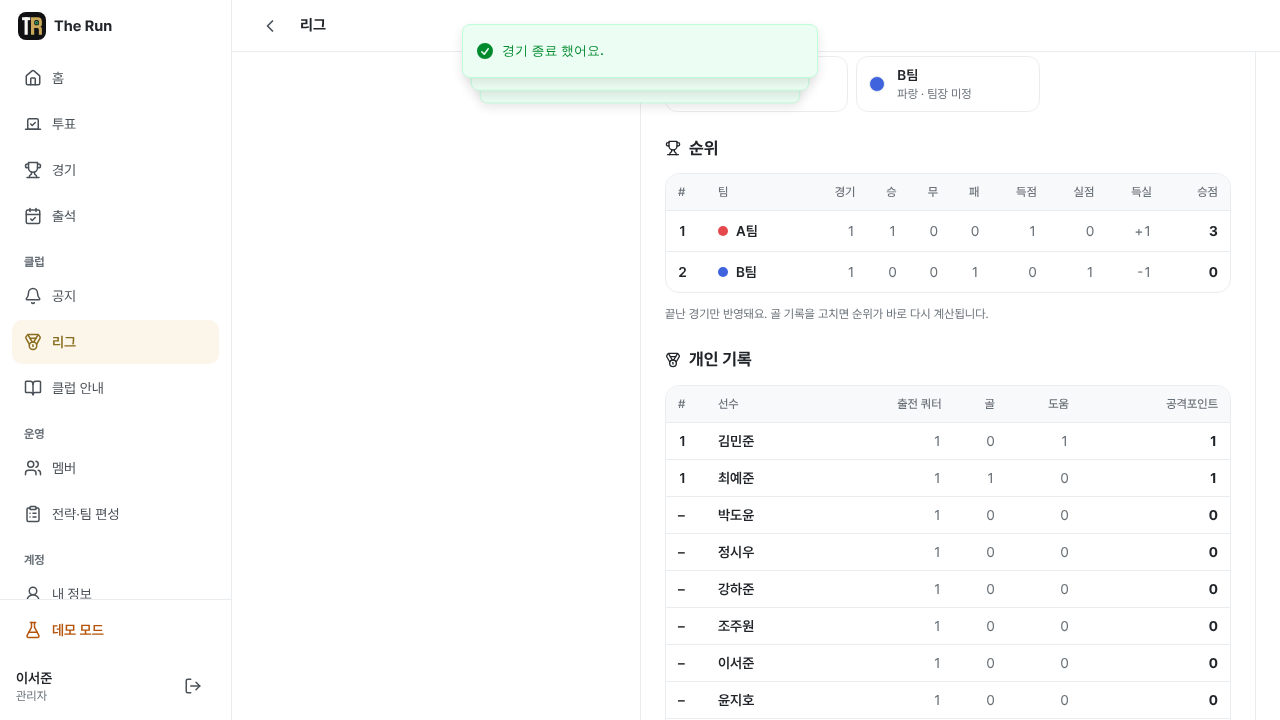 The Run
홈
투표
경기
출석
클럽
공지
리그
클럽 안내
운영
멤버
전략·팀 편성
계정
내 정보
데모 모드
이서준
관리자
리그
경기 종료 했어요.
B팀
파랑 · 팀장 미정
순위
# 팀 경기 승 무 패 득점 실점 득실 승점
1 A팀 1 1 0 0 1 0 +1 3
2 B팀 1 0 0 1 0 1 -1 0
끝난 경기만 반영돼요. 골 기록을 고치면 순위가 바로 다시 계산됩니다.
개인 기록
# 선수 출전 쿼터 골 도움 공격포인트
1 김민준 1 0 1 1
1 최예준 1 1 0 1
– 박도윤 1 0 0 0
– 정시우 1 0 0 0
– 강하준 1 0 0 0
– 조주원 1 0 0 0
– 이서준 1 0 0 0
– 윤지호 1 0 0 0